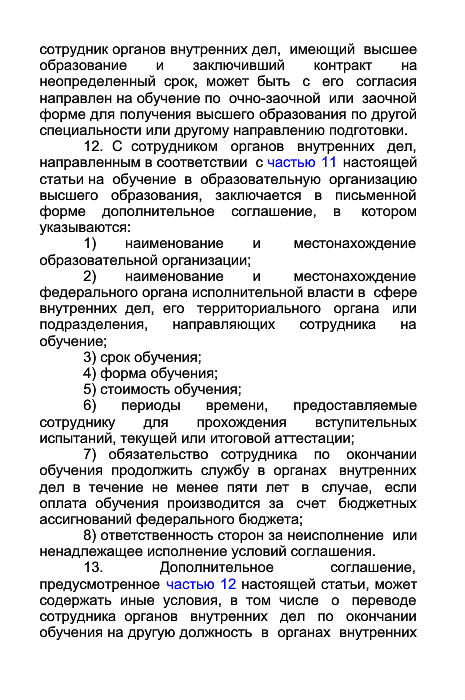 сотрудник органов внутренних дел, имеющий высшее
образование и заключивший контракт на
неопределенный срок, может быть с его согласия
направлен на обучение по очно-заочной или заочной
форме для получения высшего образования по другой
специальности или другому направлению подготовки.
12. С сотрудником органов внутренних дел,
направленным в соответствии с частью 11 настоящей
статьи на обучение в образовательную организацию
высшего образования, заключается в письменной
форме дополнительное соглашение, в котором
указываются:
1) наименование и местонахождение
образовательной организации;
2) наименование и местонахождение
федерального органа исполнительной власти в сфере
внутренних дел, его территориального органа или
подразделения, направляющих сотрудника на
обучение;
3) срок обучения;
4) форма обучения;
5) стоимость обучения;
6) периоды времени, предоставляемые
сотруднику для прохождения вступительных
испытаний, текущей или итоговой аттестации;
7) обязательство сотрудника по окончании
обучения продолжить службу в органах внутренних
дел в течение не менее пяти лет в случае, если
оплата обучения производится за счет бюджетных
ассигнований федерального бюджета;
8) ответственность сторон за неисполнение или
ненадлежащее исполнение условий соглашения.
13. Дополнительное соглашение,
предусмотренное частью 12 настоящей статьи, может
содержать иные условия, в том числе о переводе
сотрудника органов внутренних дел по окончании
обучения на другую должность в органах внутренних